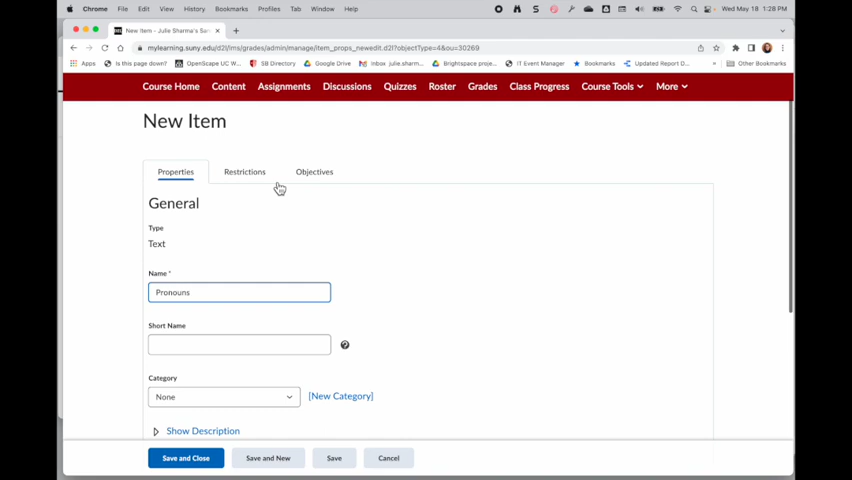 Chrome File Edit View History Bookmarks Profiles Tab Window Help Wed May 18 1:28 PM
New Item - Julie Sharma's Sun
mylearning.suny.edu/d2l/lms/grades/admin/manage/item_props_newedit.d2l?objectType=4&ou=30269
Apps Is this page down? OpenScape UC W... SB Directory Google Drive Inbox julie.sharm... Brightspace proje... IT Event Manager Bookmarks Updated Report D... Other Bookmarks
Course Home Content Assignments Discussions Quizzes Roster Grades Class Progress Course Tools More
New Item
Properties Restrictions Objectives
General
Type
Text
Name *
Pronouns
Short Name
Category
None [New Category]
Show Description
Save and Close Save and New Save Cancel